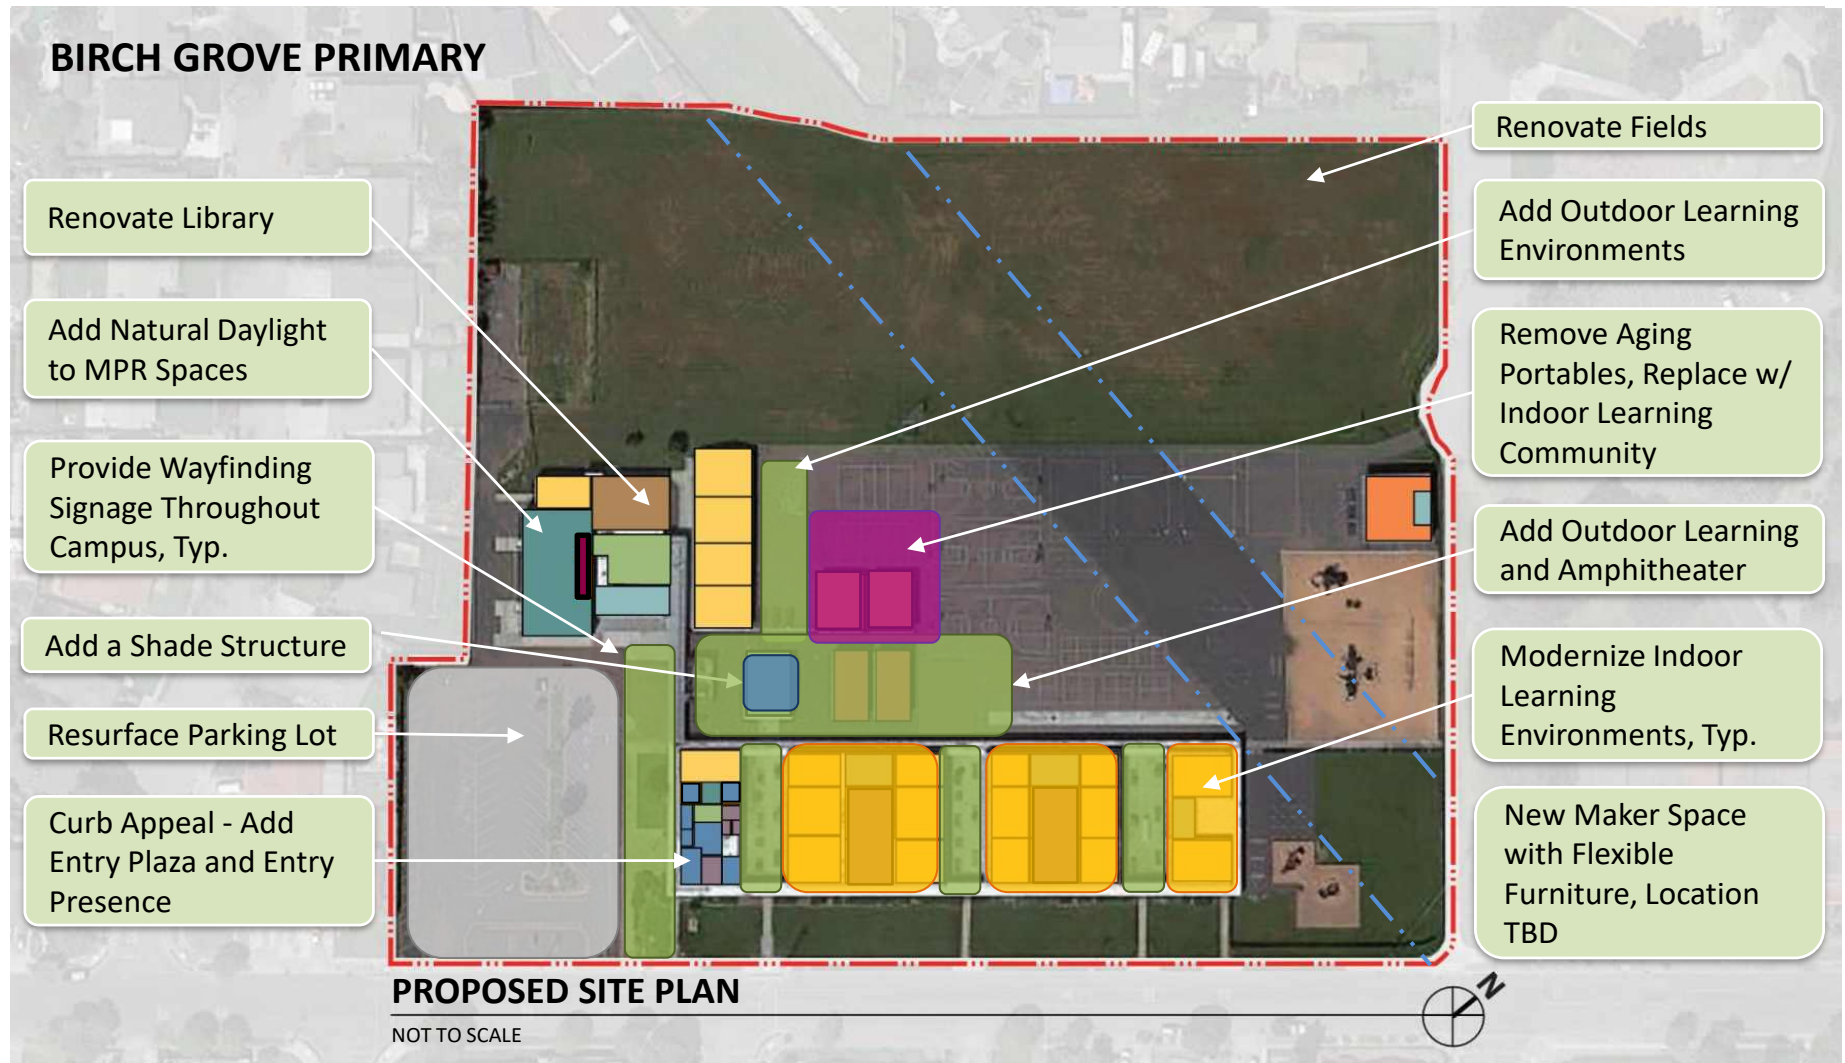 BIRCH GROVE PRIMARY
Renovate Library
Add Natural Daylight
to MPR Spaces
Provide Wayfinding
Signage Throughout
Campus, Typ.
Add a Shade Structure
Resurface Parking Lot
Curb Appeal - Add
Entry Plaza and Entry
Presence
Renovate Fields
Add Outdoor Learning
Environments
Remove Aging
Portables, Replace w/
Indoor Learning
Community
Add Outdoor Learning
and Amphitheater
Modernize Indoor
Learning
Environments, Typ.
New Maker Space
with Flexible
Furniture, Location
TBD
PROPOSED SITE PLAN
NOT TO SCALE
N